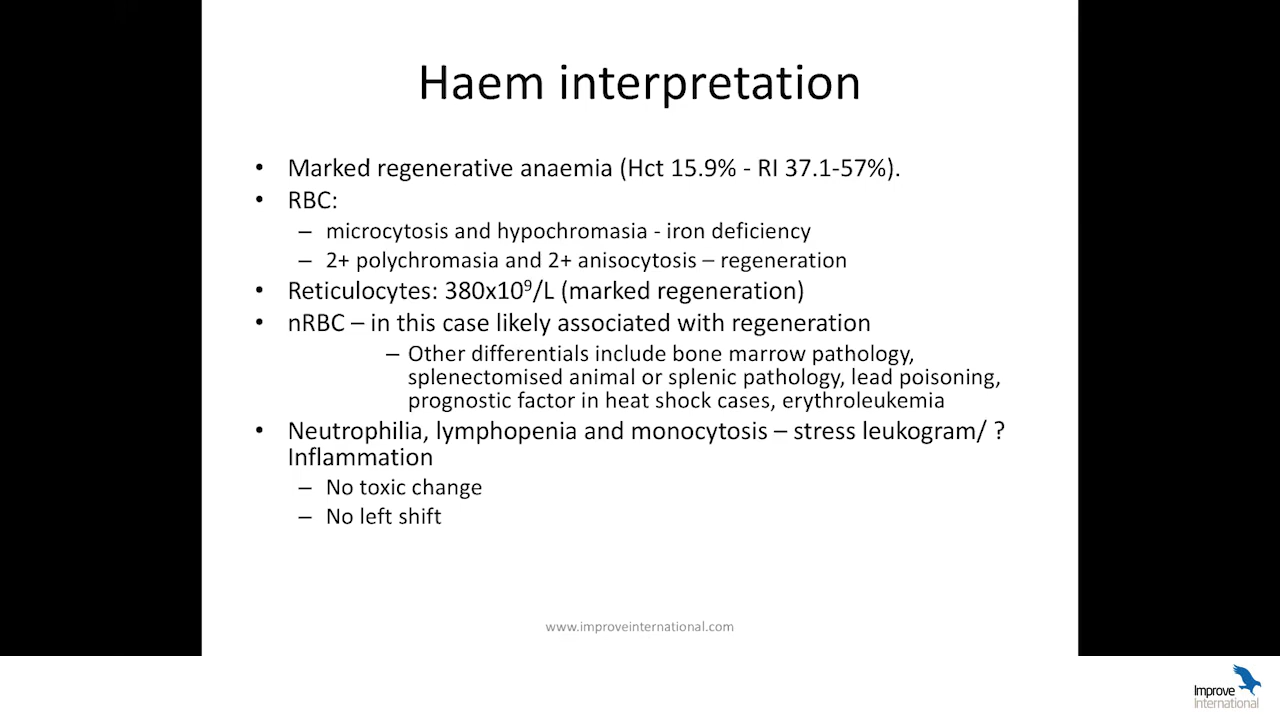 Haem interpretation
• Marked regenerative anaemia (Hct 15.9% - RI 37.1-57%).
• RBC:
– microcytosis and hypochromasia - iron deficiency
– 2+ polychromasia and 2+ anisocytosis – regeneration
• Reticulocytes: 380x10⁹/L (marked regeneration)
• nRBC – in this case likely associated with regeneration
– Other differentials include bone marrow pathology,
splenectomised animal or splenic pathology, lead poisoning,
prognostic factor in heat shock cases, erythroleukemia
• Neutrophilia, lymphopenia and monocytosis – stress leukogram/ ?
Inflammation
– No toxic change
– No left shift
www.improveinternational.com
Improve
International